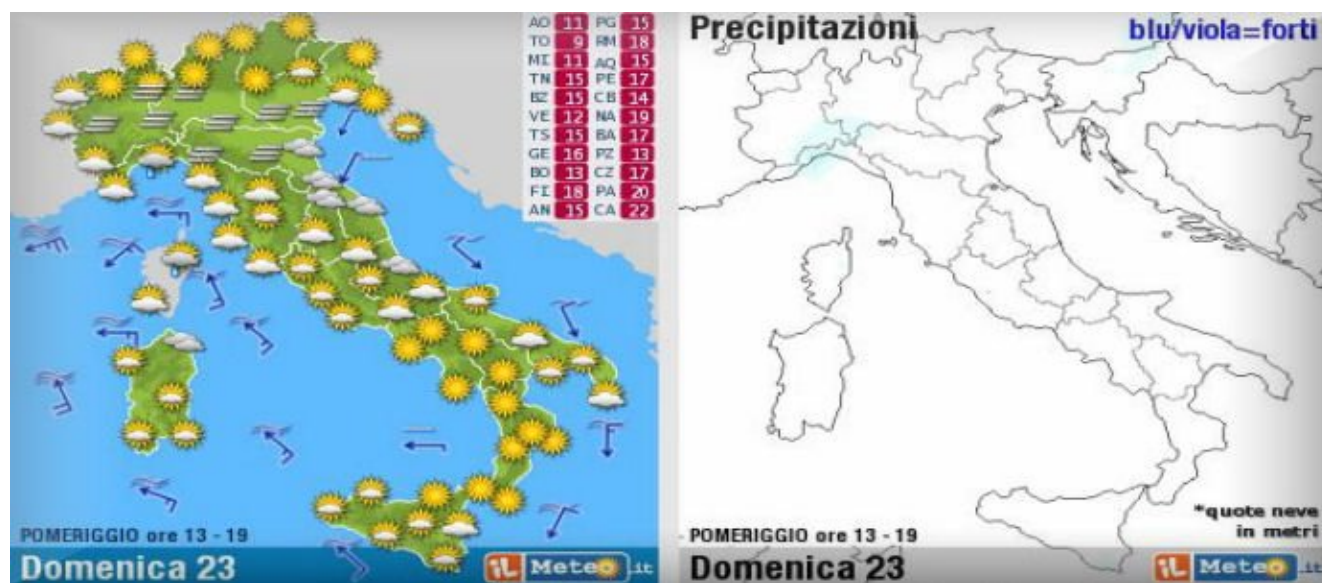 AO 11 PG 15
TO 9 RM 18
MI 11 AQ 15
TN 15 PE 17
BZ 15 CB 14
VE 12 NA 19
TS 15 BA 17
GE 16 PZ 13
BO 13 CZ 17
FI 18 PA 20
AN 15 CA 22
POMERIGGIO ore 13 - 19
Domenica 23
iL Meteo.it
Precipitazioni
blu/viola=forti
*quote neve
in metri
POMERIGGIO ore 13 - 19
Domenica 23
iL Meteo.it